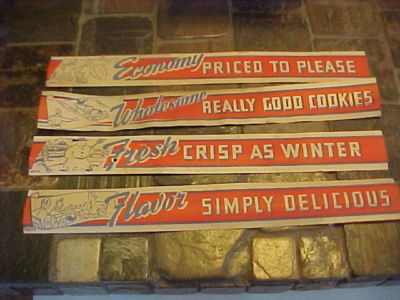 Economy PRICED TO PLEASE
Wholesome REALLY GOOD COOKIES
Fresh CRISP AS WINTER
Flavor SIMPLY DELICIOUS